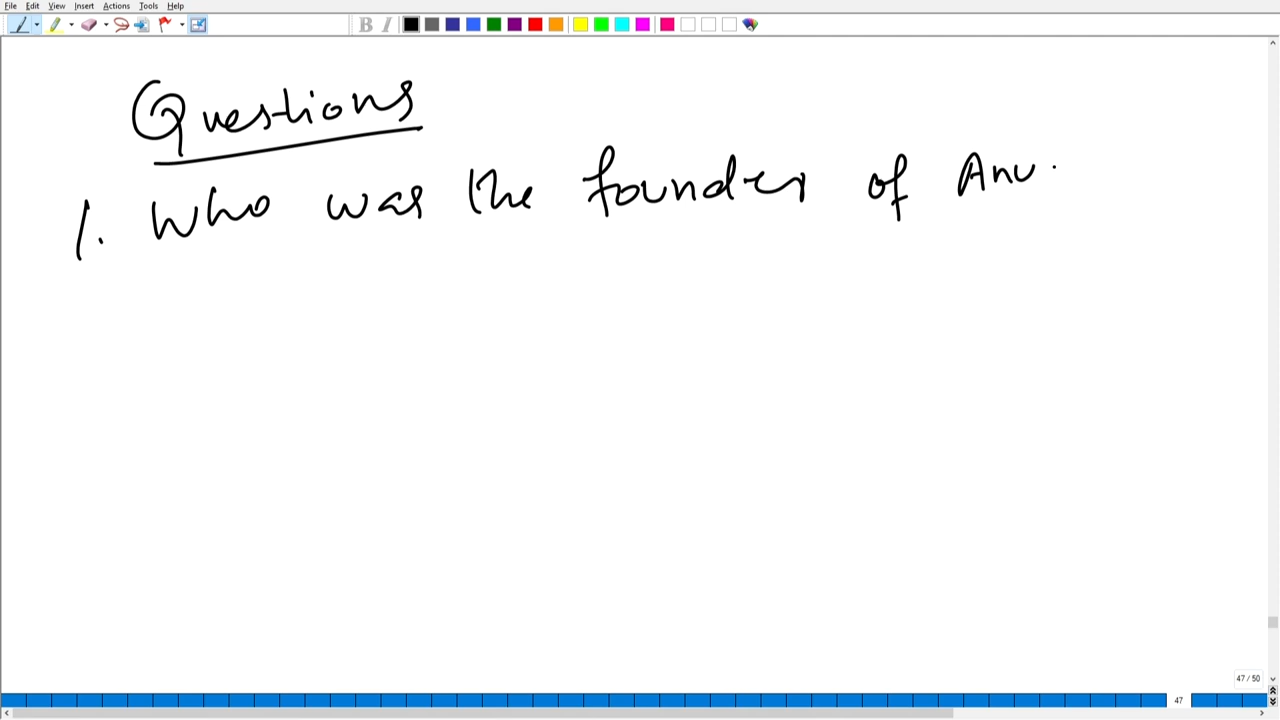 File Edit View Insert Actions Tools Help
B I
Questions
1. Who was the founder of Anu.
47 / 50
47